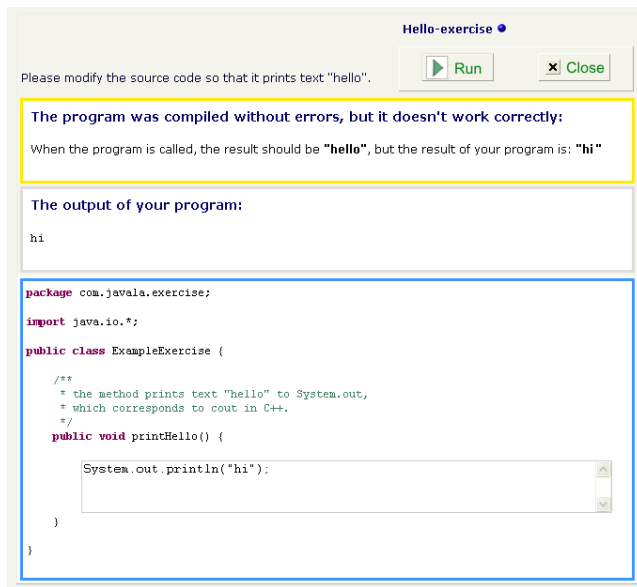 Hello-exercise
Run
Close
Please modify the source code so that it prints text "hello".
The program was compiled without errors, but it doesn't work correctly:
When the program is called, the result should be "hello", but the result of your program is: "hi"
The output of your program:
hi
package com.javala.exercise;
import java.io.*;
public class ExampleExercise {
/**
* the method prints text "hello" to System.out,
* which corresponds to cout in C++.
*/
public void printHello() {
System.out.println("hi");
}
}